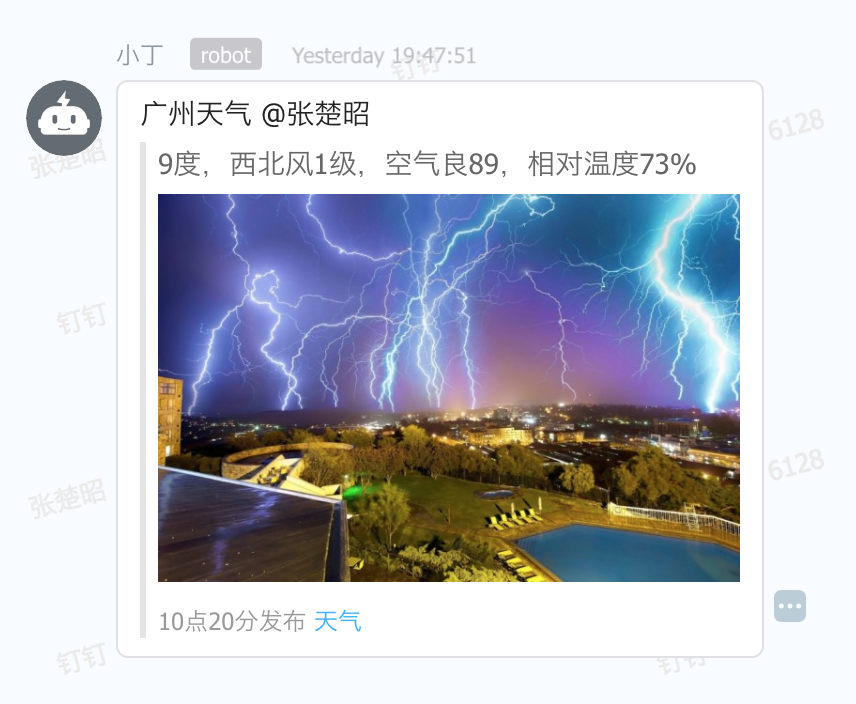 小丁 robot Yesterday 19:47:51
钉钉
广州天气 @张楚昭
6128
张楚昭
9度，西北风1级，空气良89，相对温度73%
钉钉
6128
张楚昭
10点20分发布 天气
钉钉
钉钉